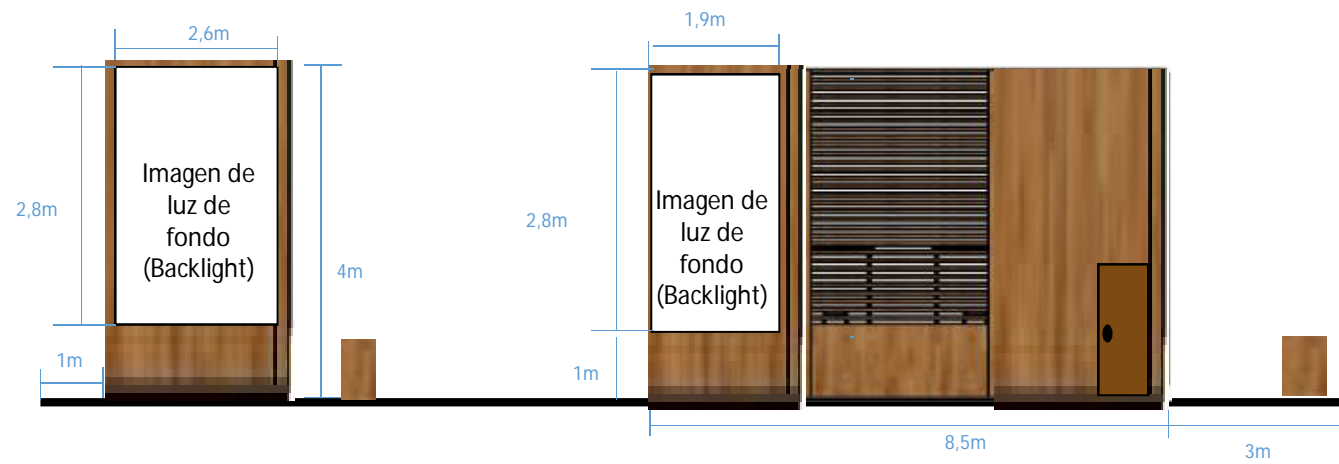 2,6m
1,9m
Imagen de
luz de
fondo
(Backlight)
2,8m
4m
1m
Imagen de
luz de
fondo
(Backlight)
2,8m
1m
8,5m
3m